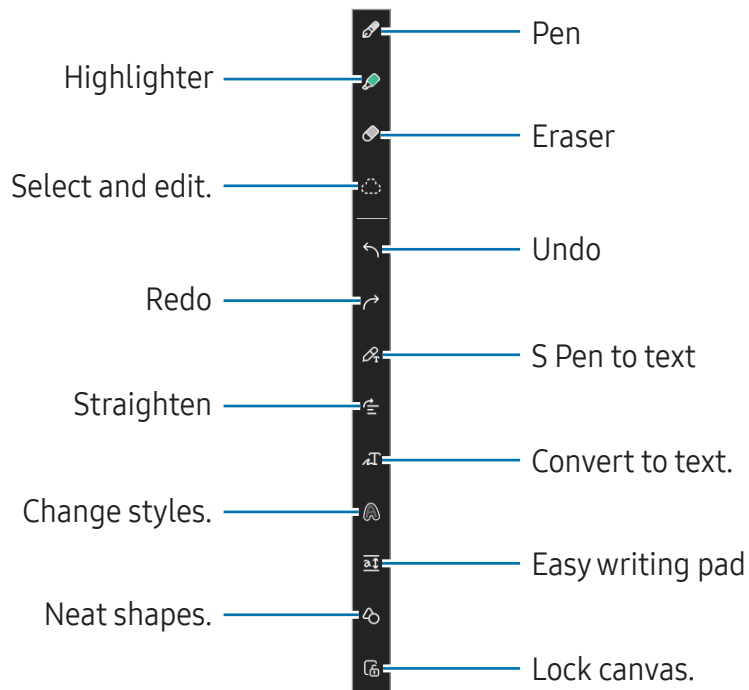 Pen
Highlighter
Eraser
Select and edit.
Undo
Redo
S Pen to text
Straighten
Convert to text.
Change styles.
Easy writing pad
Neat shapes.
Lock canvas.